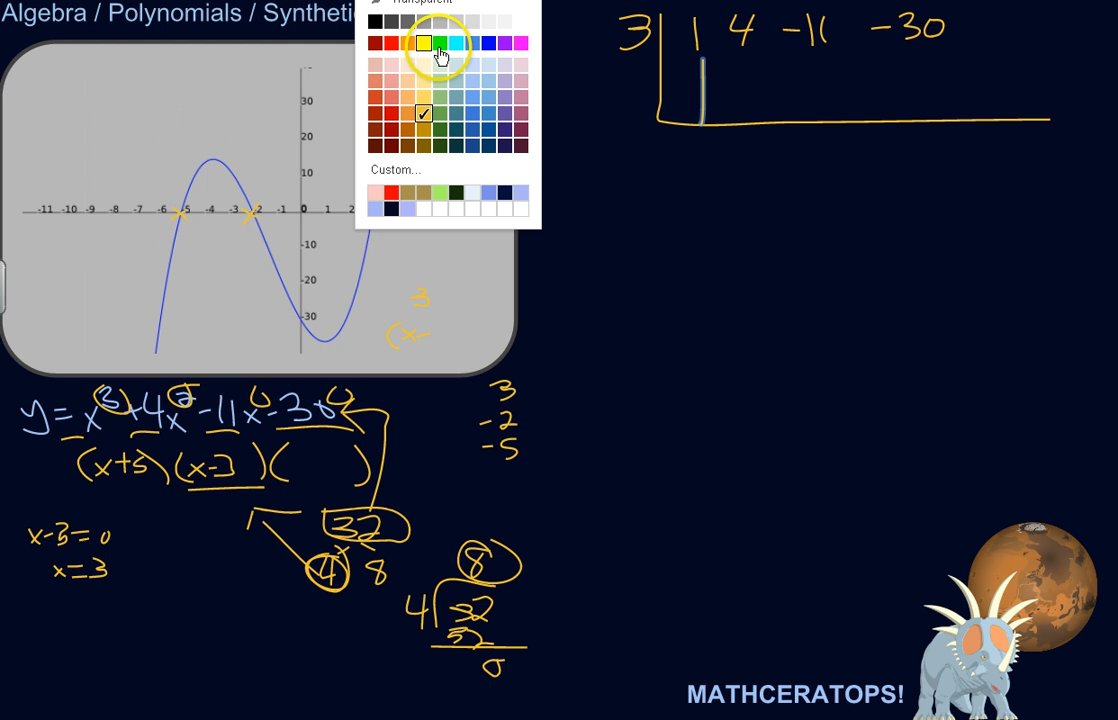 Algebra / Polynomials / Synthetic
Transparent
Custom...
3 1 4 -11 -30
30
20
10
-11 -10 -9 -8 -7 -6 -5 -4 -3 -2 -1 0 1 2
-10
-20
-30
3
(x-
y = x³ + 4x² - 11x¹ - 30
(x+5)(x-3)( )
3
-2
-5
x-3=0
x=3
32
4 × 8
8
4 32
32
0
MATHCERATOPS!